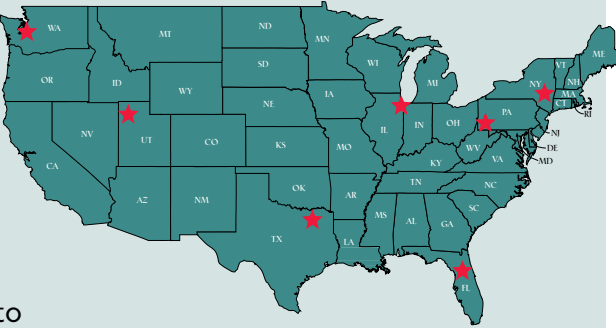 WA
MT
ND
MN
ME
VT
NH
OR
ID
SD
WI
MI
NY
MA
CT
RI
WY
IA
NE
PA
NV
UT
IL
IN
OH
NJ
CO
KS
MO
WV
DE
MD
VA
CA
KY
NC
TN
OK
AR
AZ
NM
SC
MS
AL
GA
TX
LA
FL
to